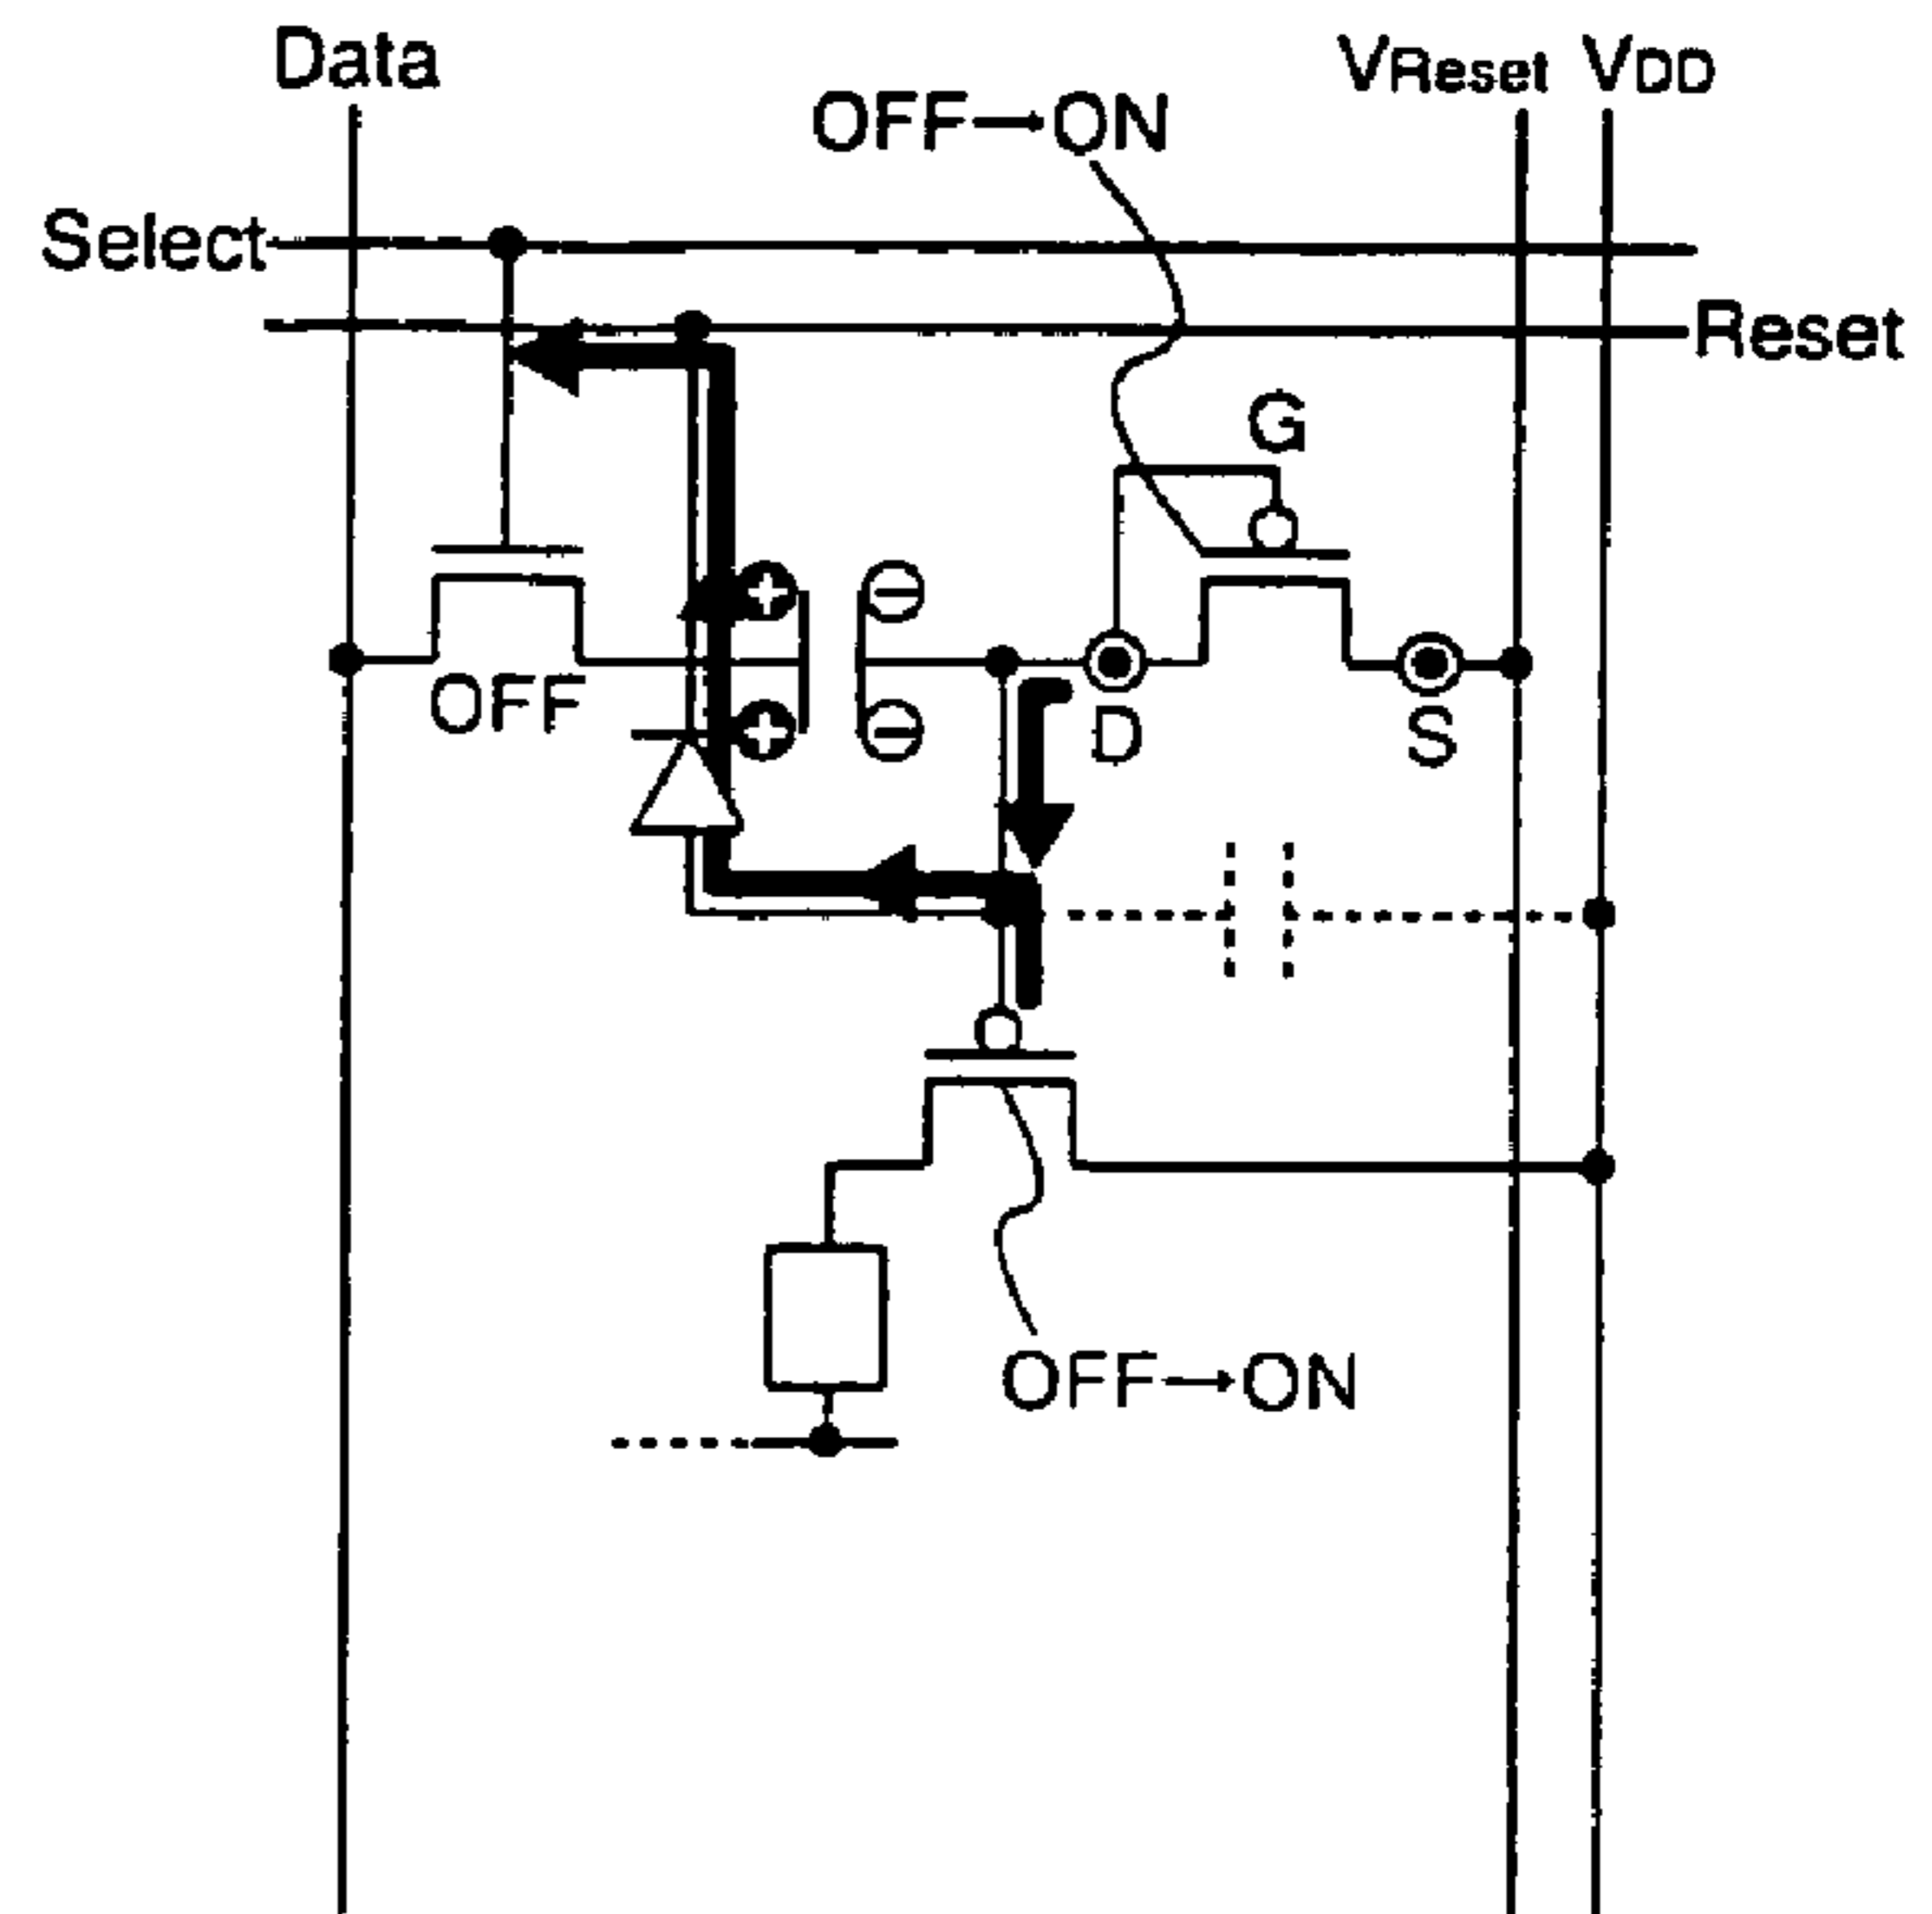 Data
VReset VDD
OFF→ON
Select
Reset
G
+ −
OFF
+ −
D
S
OFF→ON